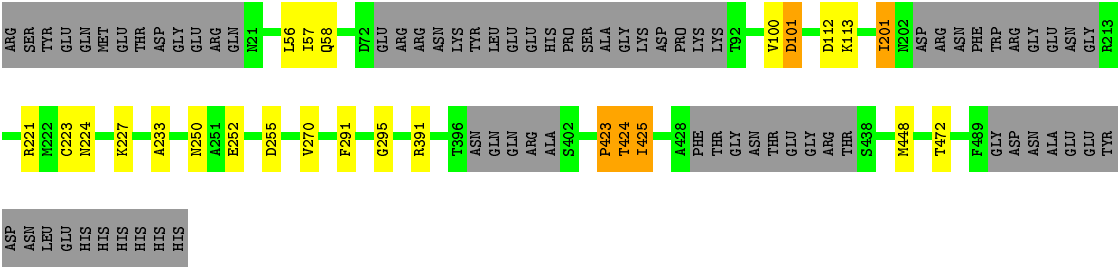 ARG SER TYR GLU GLN MET GLU THR ASP GLY GLU ARG GLN N21 L56 I57 Q58 D72 GLU ARG ARG ASN LYS TYR LEU GLU GLU HIS PRO SER ALA GLY LYS ASP PRO LYS LYS T92 V100 D101 D112 K113 I201 N202 ASP ARG ASN PHE TRP ARG GLY GLU ASN GLY R213
R221 M222 C223 N224 K227 A233 N250 A251 E252 D255 V270 F291 G295 R391 T396 ASN GLN GLN ARG ALA S402 P423 T424 I425 A428 PHE THR GLY ASN THR GLU GLY ARG THR S438 M448 T472 F489 GLY ASP ASN ALA GLU GLU TYR
ASP ASN LEU GLU HIS HIS HIS HIS HIS HIS